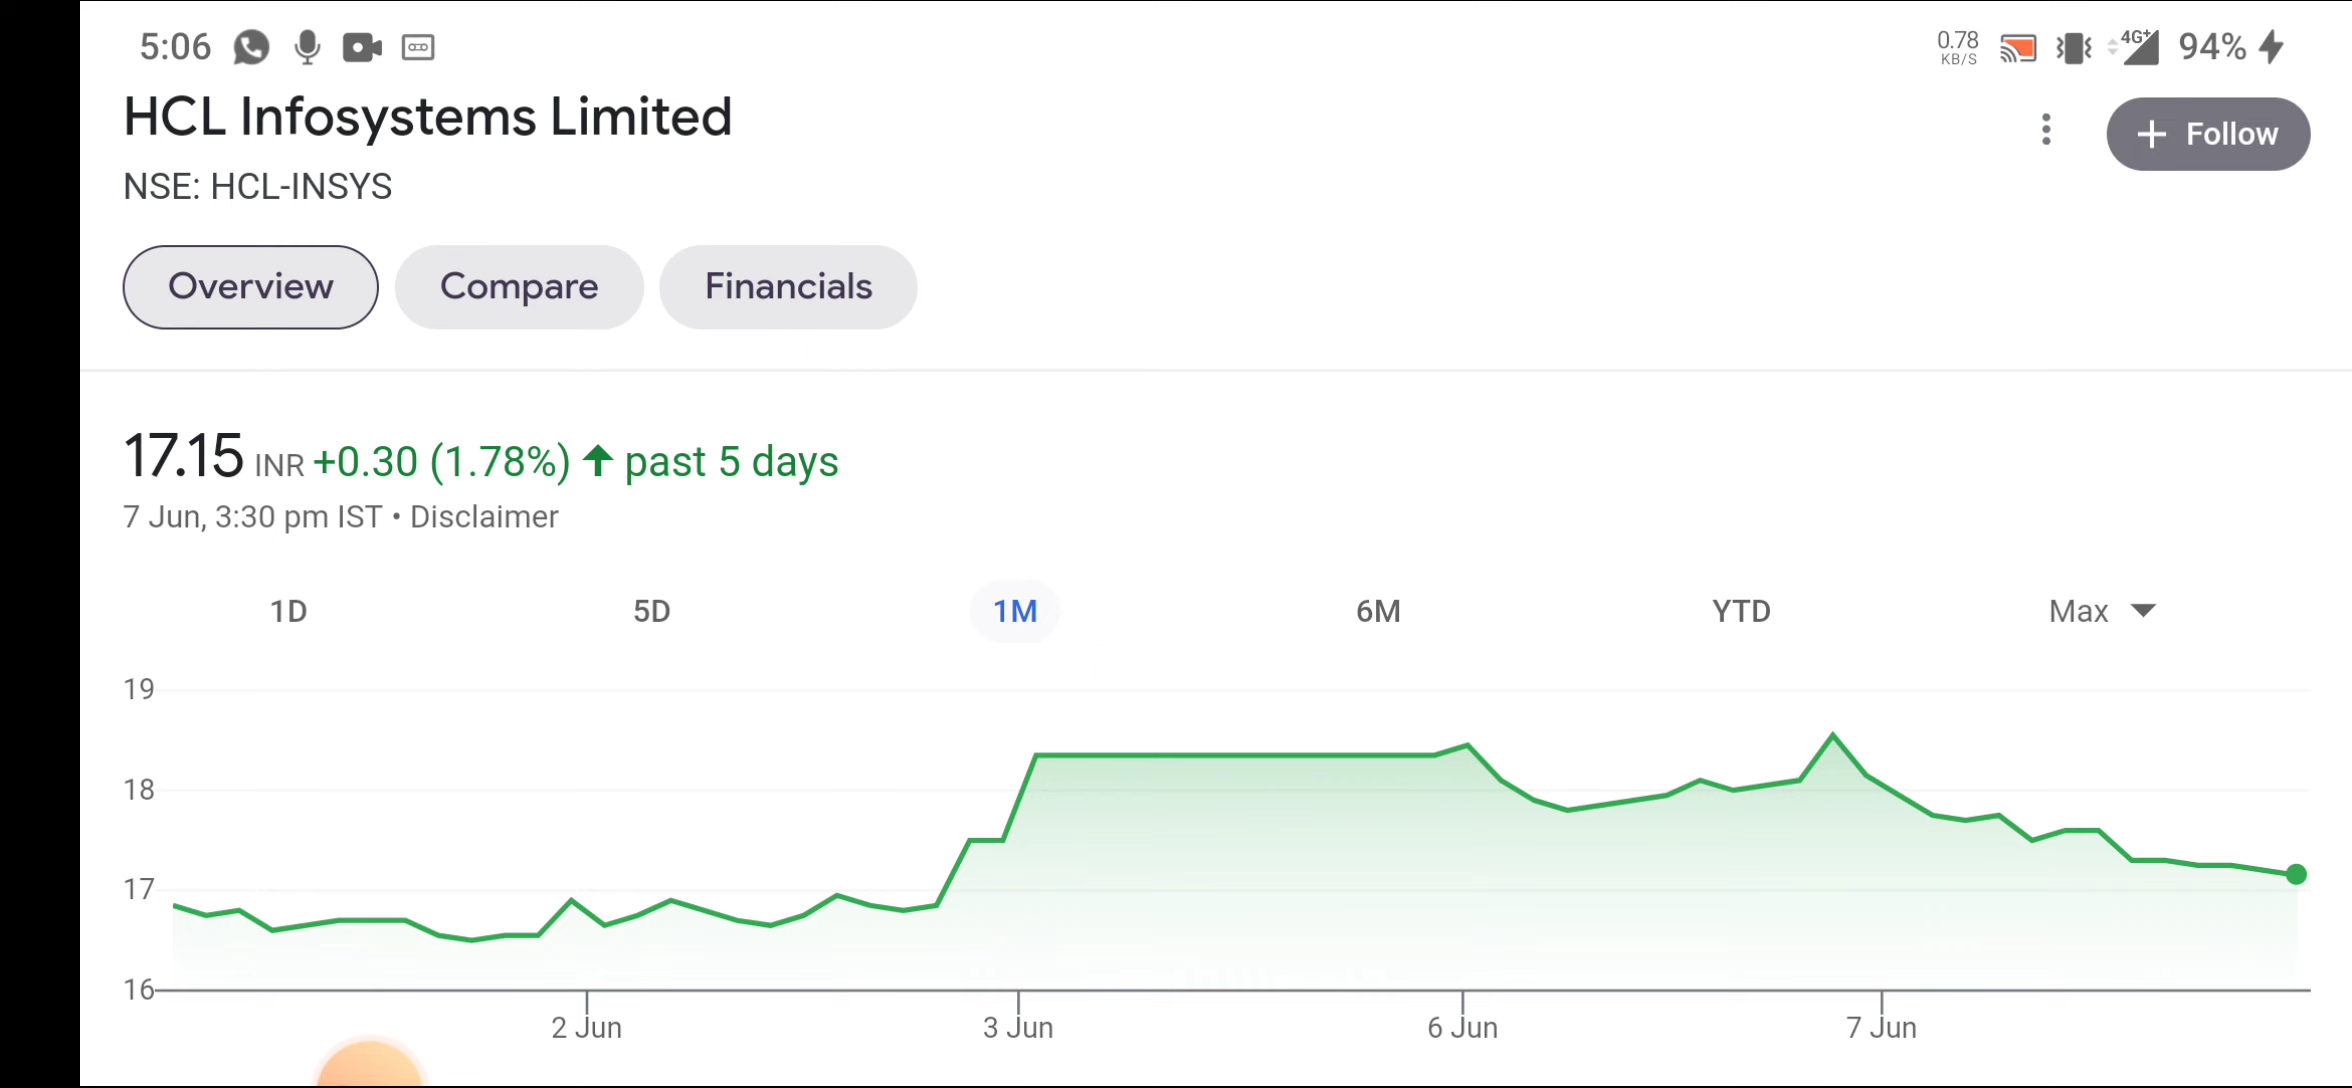 5:06 0.78 KB/S 4G+ 94%
HCL Infosystems Limited
+ Follow
NSE: HCL-INSYS
Overview Compare Financials
17.15 INR +0.30 (1.78%) ↑ past 5 days
7 Jun, 3:30 pm IST • Disclaimer
1D 5D 1M 6M YTD Max
19
18
17
16
2 Jun 3 Jun 6 Jun 7 Jun